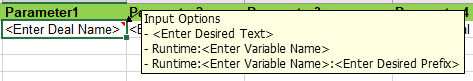 Parameter1
Input Options
<Enter Deal Name>
- <Enter Desired Text>
- Runtime:<Enter Variable Name>
- Runtime:<Enter Variable Name>:<Enter Desired Prefix>